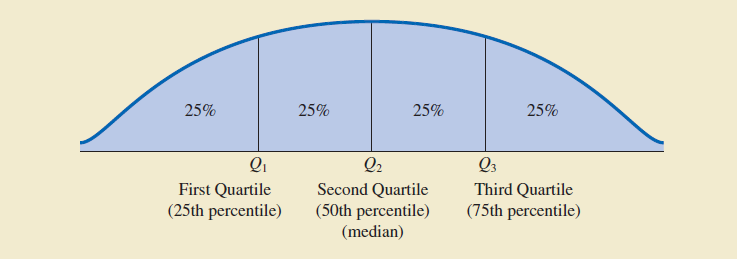 25% 25% 25% 25%
Q1 Q2 Q3
First Quartile Second Quartile Third Quartile
(25th percentile) (50th percentile) (75th percentile)
(median)